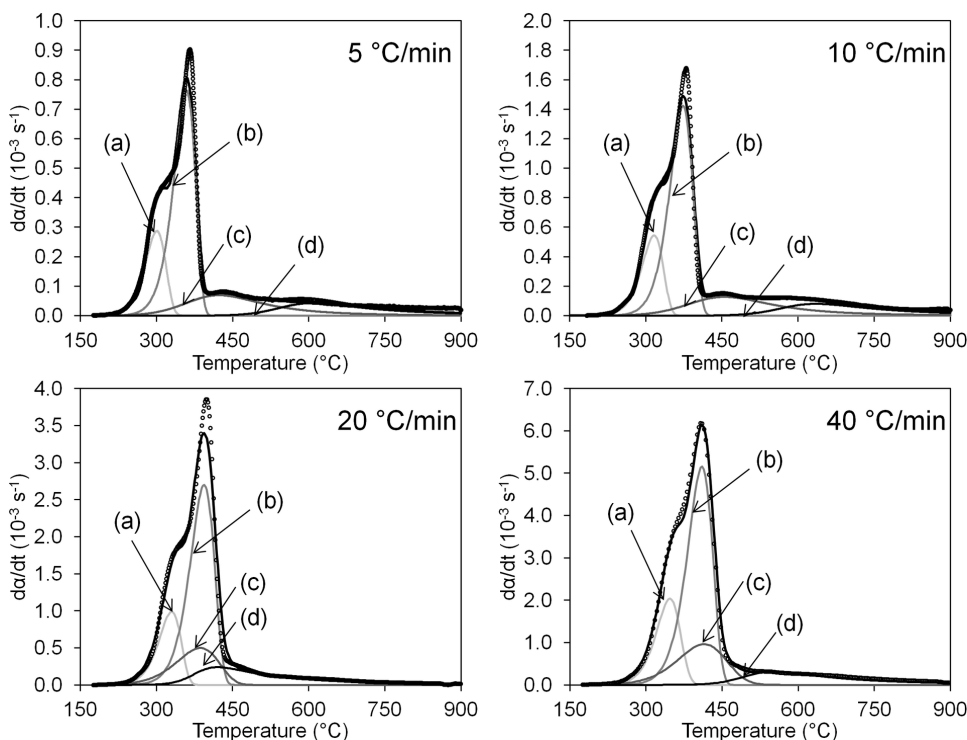 5 °C/min
dα/dt (10⁻³ s⁻¹)
1.0
0.9
0.8
0.7
0.6
0.5
0.4
0.3
0.2
0.1
0.0
(a)
(b)
(c)
(d)
150 300 450 600 750 900
Temperature (°C)
10 °C/min
dα/dt (10⁻³ s⁻¹)
2.0
1.8
1.6
1.4
1.2
1.0
0.8
0.6
0.4
0.2
0.0
(a)
(b)
(c)
(d)
150 300 450 600 750 900
Temperature (°C)
20 °C/min
dα/dt (10⁻³ s⁻¹)
4.0
3.5
3.0
2.5
2.0
1.5
1.0
0.5
0.0
(a)
(b)
(c)
(d)
150 300 450 600 750 900
Temperature (°C)
40 °C/min
dα/dt (10⁻³ s⁻¹)
7.0
6.0
5.0
4.0
3.0
2.0
1.0
0.0
(a)
(b)
(c)
(d)
150 300 450 600 750 900
Temperature (°C)